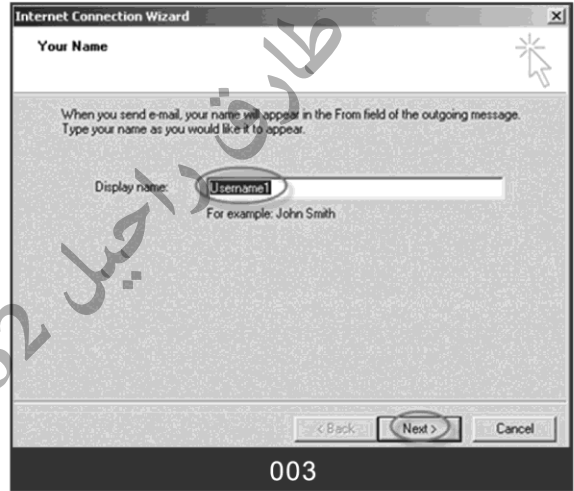 Internet Connection Wizard
Your Name
When you send e-mail, your name will appear in the From field of the outgoing message.
Type your name as you would like it to appear.
Display name: Username1
For example: John Smith
< Back Next > Cancel
003
طارق راحيل